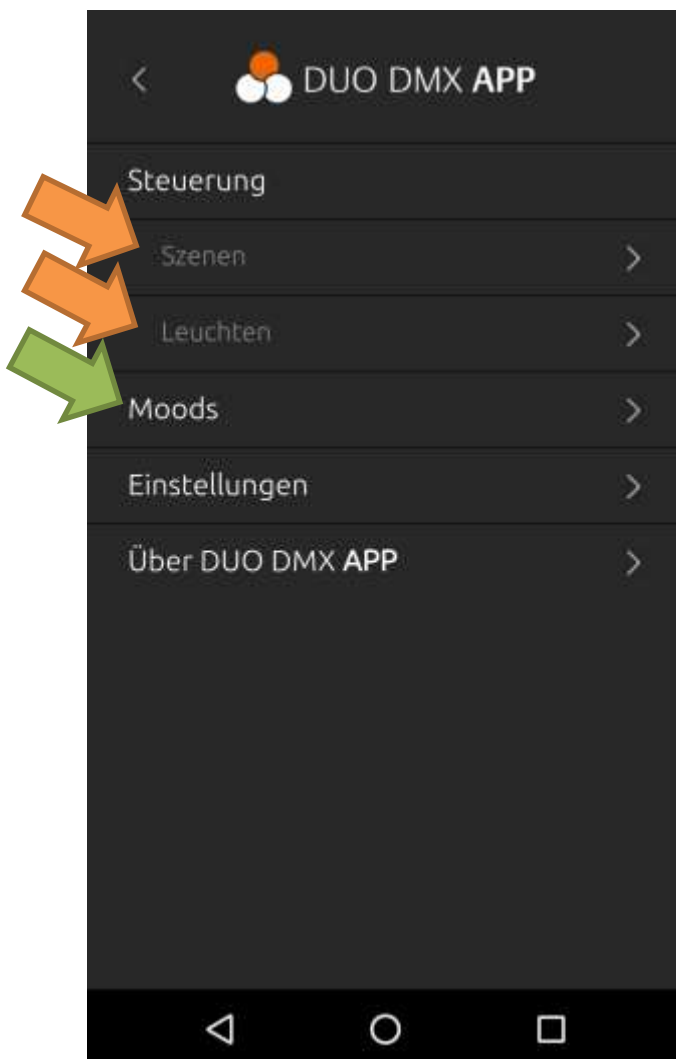 DUO DMX APP
Steuerung
Szenen
Leuchten
Moods
Einstellungen
Über DUO DMX APP